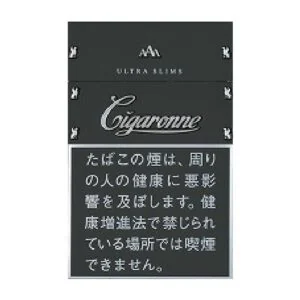 ULTRA SLIMS
Cigaronne
たばこの煙は、周り
の人の健康に悪影
響を及ぼします。健
康増進法で禁じられ
ている場所では喫煙
できません。